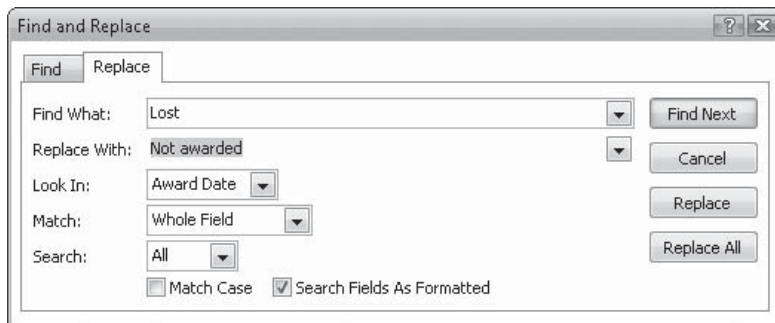 Find and Replace
Find Replace
Find What: Lost Find Next
Replace With: Not awarded Cancel
Look In: Award Date
Match: Whole Field Replace
Search: All Replace All
Match Case Search Fields As Formatted